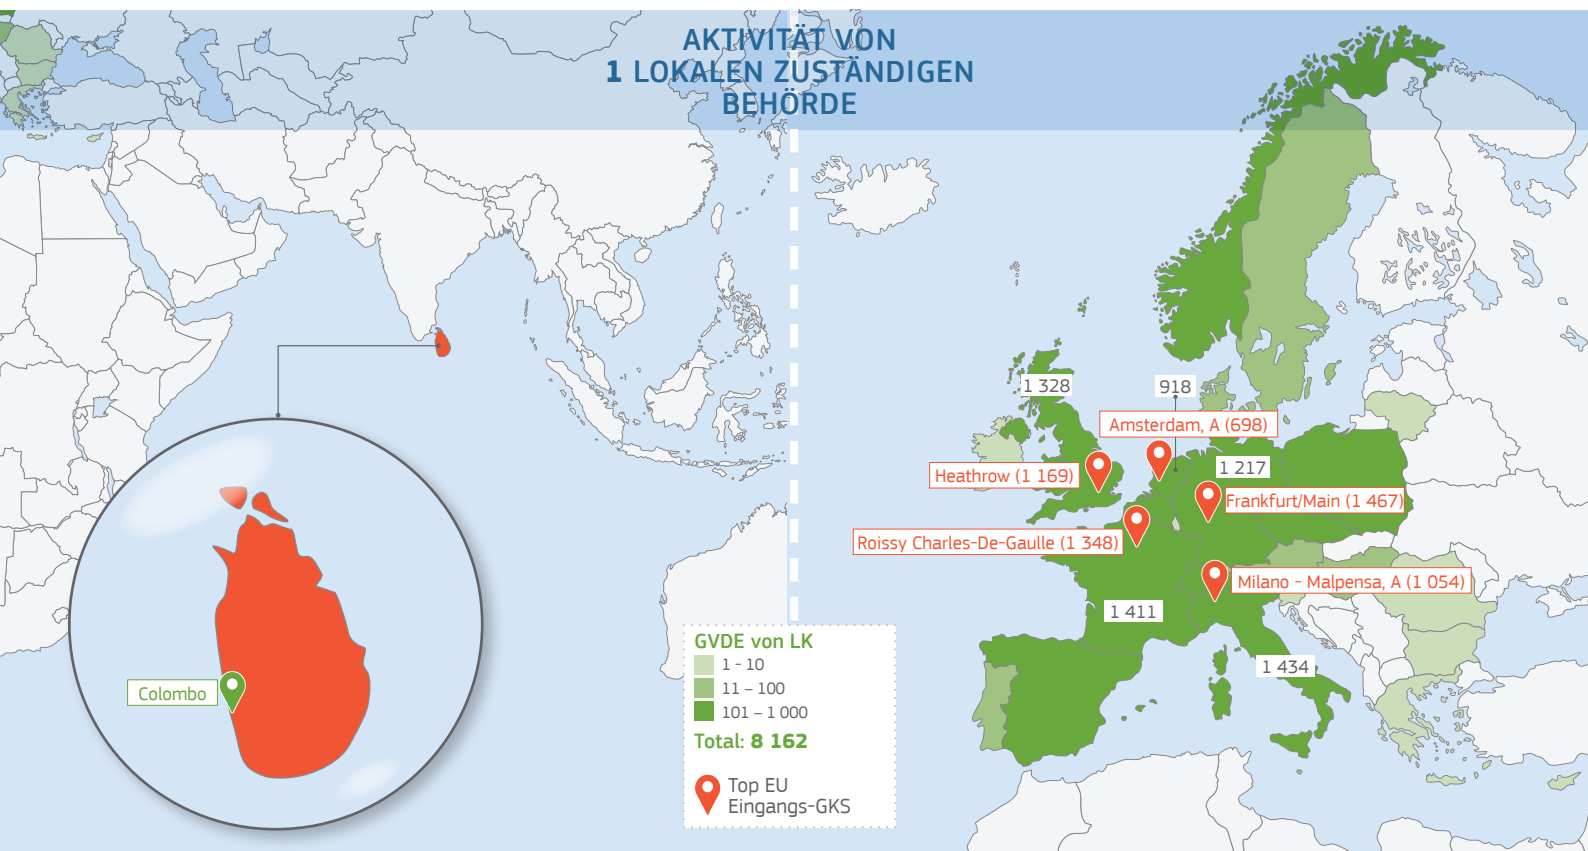 AKTIVITÄT VON
1 LOKALEN ZUSTÄNDIGEN
BEHÖRDE
1 328
918
Amsterdam, A (698)
Heathrow (1 169)
1 217
Frankfurt/Main (1 467)
Roissy Charles-De-Gaulle (1 348)
Milano - Malpensa, A (1 054)
1 411
1 434
Colombo
GVDE von LK
1 - 10
11 – 100
101 – 1 000
Total: 8 162
Top EU
Eingangs-GKS